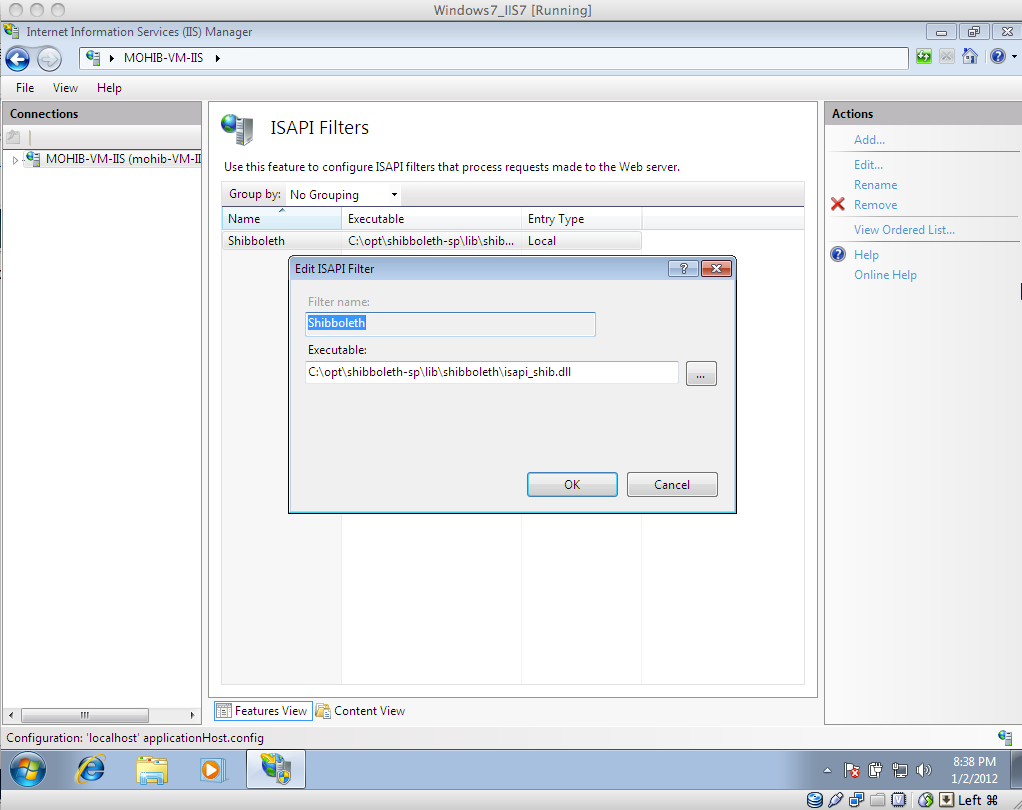 Windows7_IIS7 [Running]
Internet Information Services (IIS) Manager
MOHIB-VM-IIS
File View Help
Connections
MOHIB-VM-IIS (mohib-VM-II
ISAPI Filters
Use this feature to configure ISAPI filters that process requests made to the Web server.
Group by: No Grouping
Name Executable Entry Type
Shibboleth C:\opt\shibboleth-sp\lib\shib... Local
Edit ISAPI Filter
Filter name:
Shibboleth
Executable:
C:\opt\shibboleth-sp\lib\shibboleth\isapi_shib.dll
...
OK Cancel
Actions
Add...
Edit...
Rename
Remove
View Ordered List...
Help
Online Help
Features View Content View
Configuration: 'localhost' applicationHost.config
8:38 PM
1/2/2012
Left ⌘